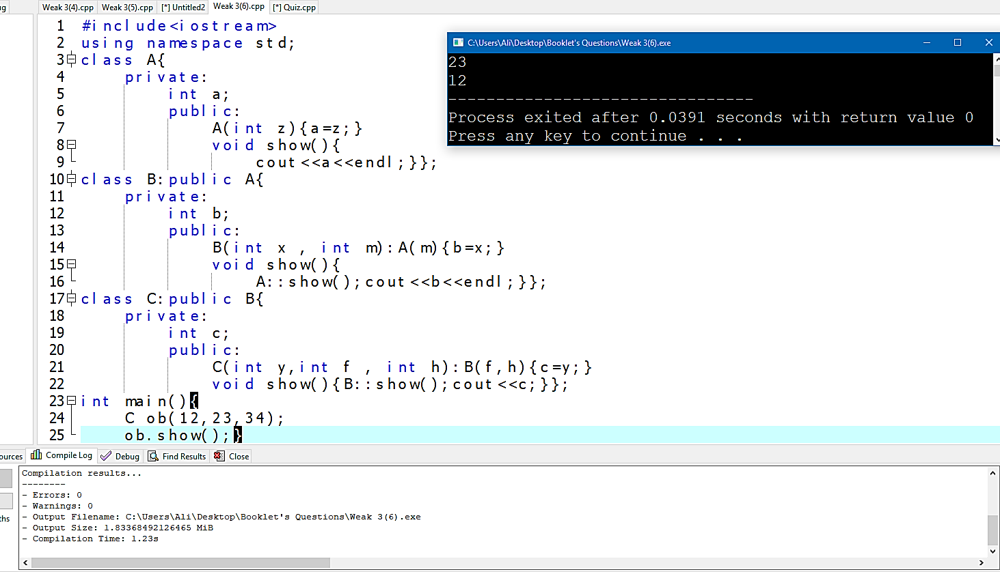 Weak 3(4).cpp Weak 3(5).cpp [*] Untitled2 Weak 3(6).cpp [*] Quiz.cpp
1 #include<iostream>
2 using namespace std;
3 class A{
4 private:
5 int a;
6 public:
7 A(int z){a=z;}
8 void show(){
9 cout<<a<<endl;}};
10 class B:public A{
11 private:
12 int b;
13 public:
14 B(int x , int m):A(m){b=x;}
15 void show(){
16 A::show();cout<<b<<endl;}};
17 class C:public B{
18 private:
19 int c;
20 public:
21 C(int y,int f , int h):B(f,h){c=y;}
22 void show(){B::show();cout<<c;}};
23 int main(){
24 C ob(12,23,34);
25 ob.show();}
C:\Users\Ali\Desktop\Booklet's Questions\Weak 3(6).exe
23
12
--------------------------------
Process exited after 0.0391 seconds with return value 0
Press any key to continue . . .
Compile Log Debug Find Results Close
Compilation results...
--------
- Errors: 0
- Warnings: 0
- Output Filename: C:\Users\Ali\Desktop\Booklet's Questions\Weak 3(6).exe
- Output Size: 1.83368492126465 MiB
- Compilation Time: 1.23s